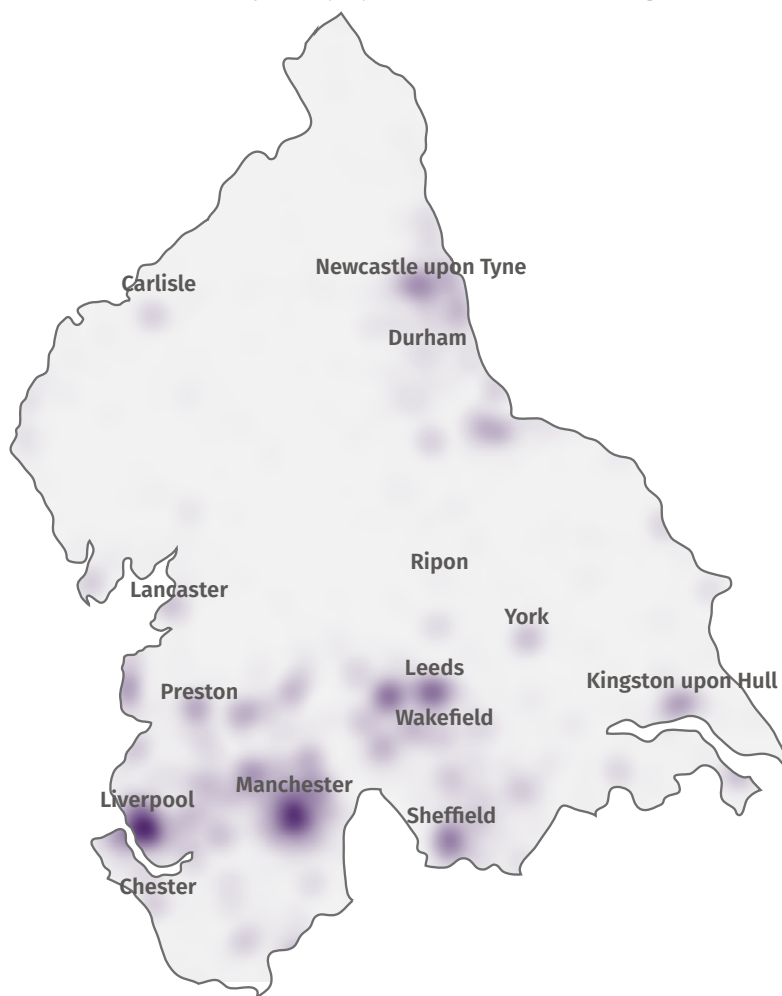 Newcastle upon Tyne
Carlisle
Durham
Ripon
Lancaster
York
Leeds
Kingston upon Hull
Preston
Wakefield
Manchester
Liverpool
Sheffield
Chester